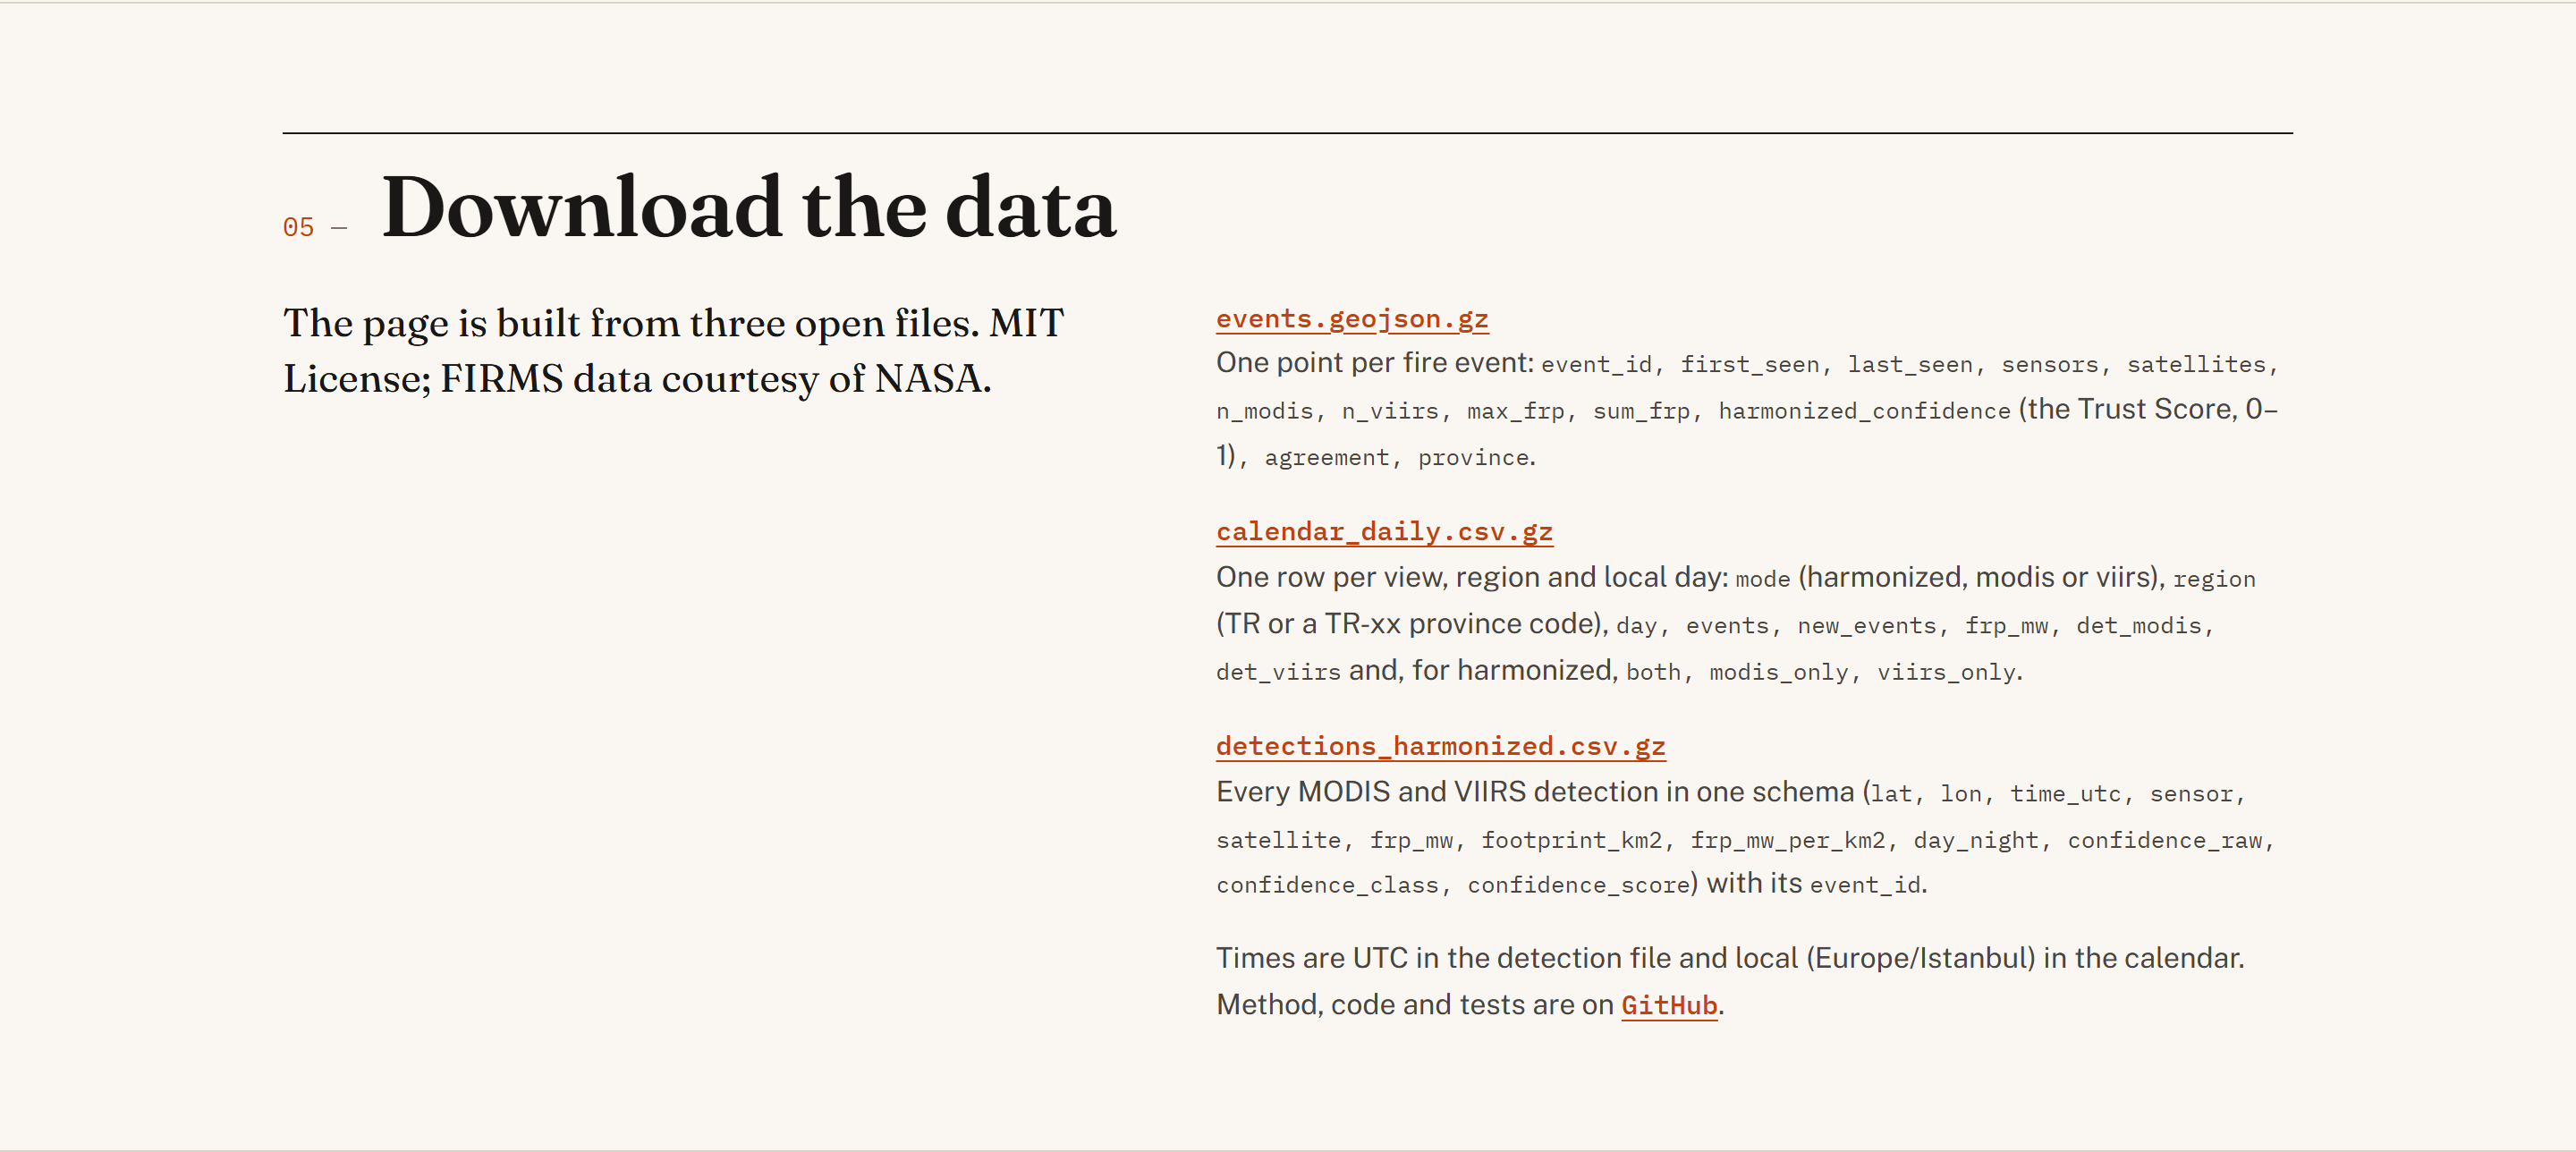 05 — Download the data
The page is built from three open files. MIT
License; FIRMS data courtesy of NASA.
events.geojson.gz
One point per fire event: event_id, first_seen, last_seen, sensors, satellites,
n_modis, n_viirs, max_frp, sum_frp, harmonized_confidence (the Trust Score, 0–
1), agreement, province.
calendar_daily.csv.gz
One row per view, region and local day: mode (harmonized, modis or viirs), region
(TR or a TR-xx province code), day, events, new_events, frp_mw, det_modis,
det_viirs and, for harmonized, both, modis_only, viirs_only.
detections_harmonized.csv.gz
Every MODIS and VIIRS detection in one schema (lat, lon, time_utc, sensor,
satellite, frp_mw, footprint_km2, frp_mw_per_km2, day_night, confidence_raw,
confidence_class, confidence_score) with its event_id.
Times are UTC in the detection file and local (Europe/Istanbul) in the calendar.
Method, code and tests are on GitHub.